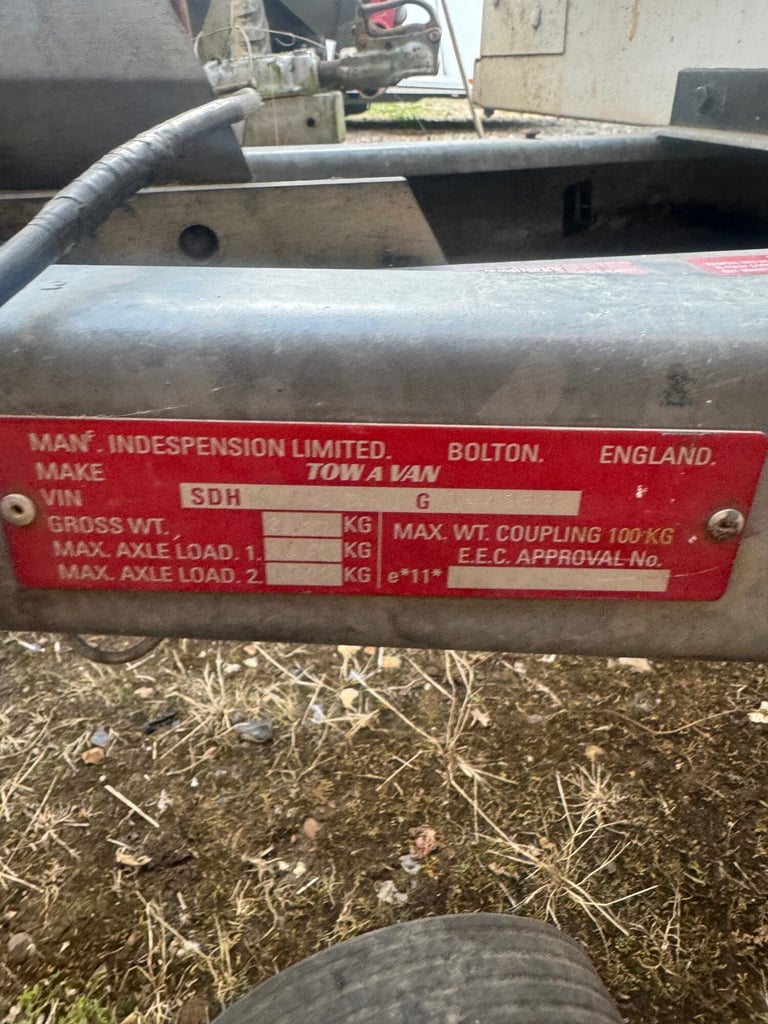 MANF. INDESPENSION LIMITED. BOLTON. ENGLAND.
MAKE TOW A VAN
VIN SDH G
GROSS WT. KG
MAX. AXLE LOAD. 1. KG
MAX. AXLE LOAD. 2. KG
MAX. WT. COUPLING 100 KG
E.E.C. APPROVAL No.
e*11*